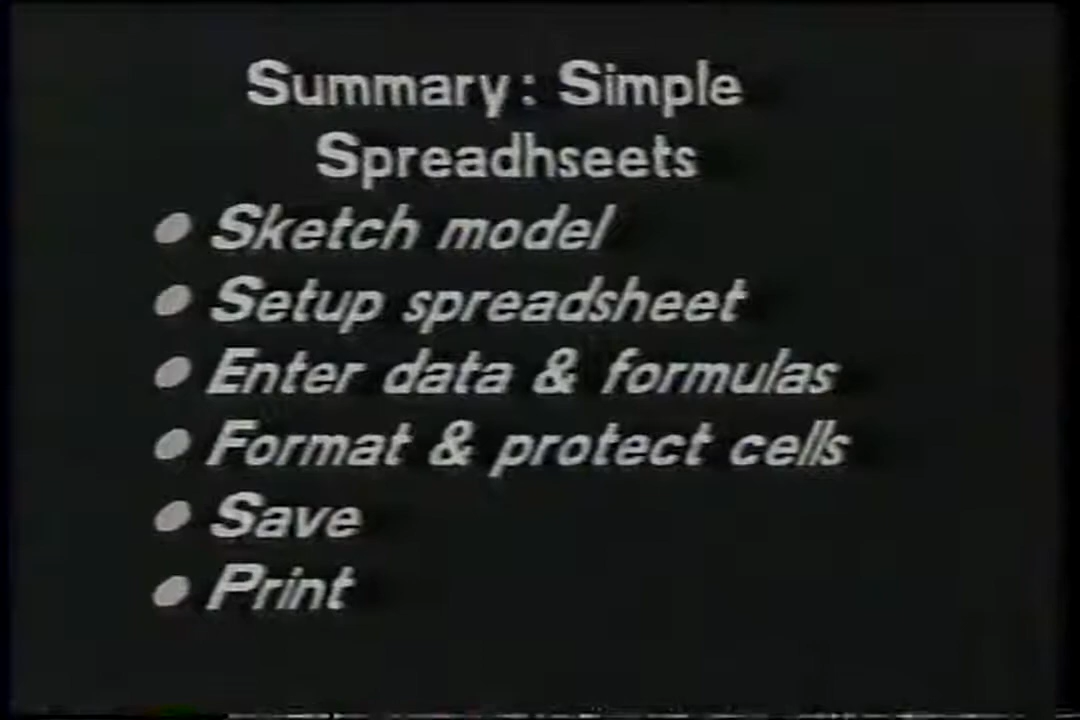 Summary: Simple
Spreadhseets
● Sketch model
● Setup spreadsheet
● Enter data & formulas
● Format & protect cells
● Save
● Print